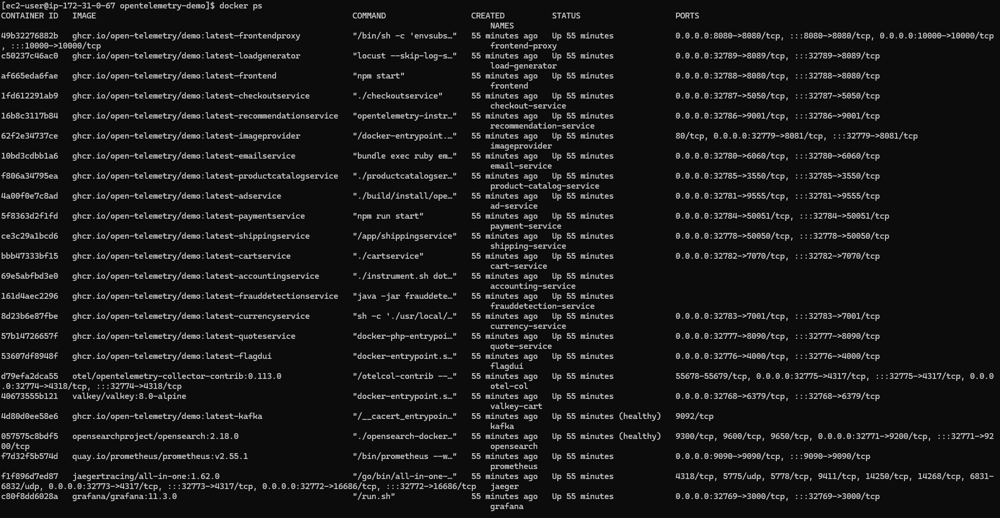 [ec2-user@ip-172-31-0-67 opentelemetry-demo]$ docker ps
CONTAINER ID   IMAGE                                                      COMMAND                  CREATED          STATUS                    PORTS
NAMES
49b32276882b   ghcr.io/open-telemetry/demo:latest-frontendproxy           "/bin/sh -c 'envsubs…"   55 minutes ago   Up 55 minutes             0.0.0.0:8080->8080/tcp, :::8080->8080/tcp, 0.0.0.0:10000->10000/tcp
, :::10000->10000/tcp   frontend-proxy
c50237c46ac0   ghcr.io/open-telemetry/demo:latest-loadgenerator           "locust --skip-log-s…"   55 minutes ago   Up 55 minutes             0.0.0.0:32789->8089/tcp, :::32789->8089/tcp
load-generator
af665eda6fae   ghcr.io/open-telemetry/demo:latest-frontend                "npm start"              55 minutes ago   Up 55 minutes             0.0.0.0:32788->8080/tcp, :::32788->8080/tcp
frontend
1fd612291ab9   ghcr.io/open-telemetry/demo:latest-checkoutservice         "./checkoutservice"      55 minutes ago   Up 55 minutes             0.0.0.0:32787->5050/tcp, :::32787->5050/tcp
checkout-service
16b8c3117b84   ghcr.io/open-telemetry/demo:latest-recommendationservice   "opentelemetry-instr…"   55 minutes ago   Up 55 minutes             0.0.0.0:32786->9001/tcp, :::32786->9001/tcp
recommendation-service
62f2e34737ce   ghcr.io/open-telemetry/demo:latest-imageprovider           "/docker-entrypoint.…"   55 minutes ago   Up 55 minutes             80/tcp, 0.0.0.0:32779->8081/tcp, :::32779->8081/tcp
imageprovider
10bd3cdbb1a6   ghcr.io/open-telemetry/demo:latest-emailservice            "bundle exec ruby em…"   55 minutes ago   Up 55 minutes             0.0.0.0:32780->6060/tcp, :::32780->6060/tcp
email-service
f806a34795ea   ghcr.io/open-telemetry/demo:latest-productcatalogservice   "./productcatalogser…"   55 minutes ago   Up 55 minutes             0.0.0.0:32785->3550/tcp, :::32785->3550/tcp
product-catalog-service
4a00f0e7c8ad   ghcr.io/open-telemetry/demo:latest-adservice               "./build/install/ope…"   55 minutes ago   Up 55 minutes             0.0.0.0:32781->9555/tcp, :::32781->9555/tcp
ad-service
5f8363d2f1fd   ghcr.io/open-telemetry/demo:latest-paymentservice          "npm run start"          55 minutes ago   Up 55 minutes             0.0.0.0:32784->50051/tcp, :::32784->50051/tcp
payment-service
ce3c29a1bcd6   ghcr.io/open-telemetry/demo:latest-shippingservice         "/app/shippingservice"   55 minutes ago   Up 55 minutes             0.0.0.0:32778->50050/tcp, :::32778->50050/tcp
shipping-service
bbb47333bf15   ghcr.io/open-telemetry/demo:latest-cartservice             "./cartservice"          55 minutes ago   Up 55 minutes             0.0.0.0:32782->7070/tcp, :::32782->7070/tcp
cart-service
69e5abfbd3e0   ghcr.io/open-telemetry/demo:latest-accountingservice       "./instrument.sh dot…"   55 minutes ago   Up 55 minutes
accounting-service
161d4aec2296   ghcr.io/open-telemetry/demo:latest-frauddetectionservice   "java -jar frauddete…"   55 minutes ago   Up 55 minutes
frauddetection-service
8d23b6e87fbe   ghcr.io/open-telemetry/demo:latest-currencyservice         "sh -c './usr/local/…"   55 minutes ago   Up 55 minutes             0.0.0.0:32783->7001/tcp, :::32783->7001/tcp
currency-service
57b14726657f   ghcr.io/open-telemetry/demo:latest-quoteservice            "docker-php-entrypoi…"   55 minutes ago   Up 55 minutes             0.0.0.0:32777->8090/tcp, :::32777->8090/tcp
quote-service
53607df8948f   ghcr.io/open-telemetry/demo:latest-flagdui                 "docker-entrypoint.s…"   55 minutes ago   Up 55 minutes             0.0.0.0:32776->4000/tcp, :::32776->4000/tcp
flagdui
d79efa2dca55   otel/opentelemetry-collector-contrib:0.113.0               "/otelcol-contrib --…"   55 minutes ago   Up 55 minutes             55678-55679/tcp, 0.0.0.0:32775->4317/tcp, :::32775->4317/tcp, 0.0.0
.0:32774->4318/tcp, :::32774->4318/tcp   otel-col
40673555b121   valkey/valkey:8.0-alpine                                   "docker-entrypoint.s…"   55 minutes ago   Up 55 minutes             0.0.0.0:32768->6379/tcp, :::32768->6379/tcp
valkey-cart
4d80d0ee58e6   ghcr.io/open-telemetry/demo:latest-kafka                   "/__cacert_entrypoin…"   55 minutes ago   Up 55 minutes (healthy)   9092/tcp
kafka
057575c8bdf5   opensearchproject/opensearch:2.18.0                        "./opensearch-docker…"   55 minutes ago   Up 55 minutes (healthy)   9300/tcp, 9600/tcp, 9650/tcp, 0.0.0.0:32771->9200/tcp, :::32771->92
00/tcp   opensearch
f7d32f5b574d   quay.io/prometheus/prometheus:v2.55.1                      "/bin/prometheus --w…"   55 minutes ago   Up 55 minutes             0.0.0.0:9090->9090/tcp, :::9090->9090/tcp
prometheus
f1f896d7ed87   jaegertracing/all-in-one:1.62.0                            "/go/bin/all-in-one-…"   55 minutes ago   Up 55 minutes             4318/tcp, 5775/udp, 5778/tcp, 9411/tcp, 14250/tcp, 14268/tcp, 6831-
6832/udp, 0.0.0.0:32773->4317/tcp, :::32773->4317/tcp, 0.0.0.0:32772->16686/tcp, :::32772->16686/tcp   jaeger
c80f8dd6028a   grafana/grafana:11.3.0                                     "/run.sh"                55 minutes ago   Up 55 minutes             0.0.0.0:32769->3000/tcp, :::32769->3000/tcp
grafana